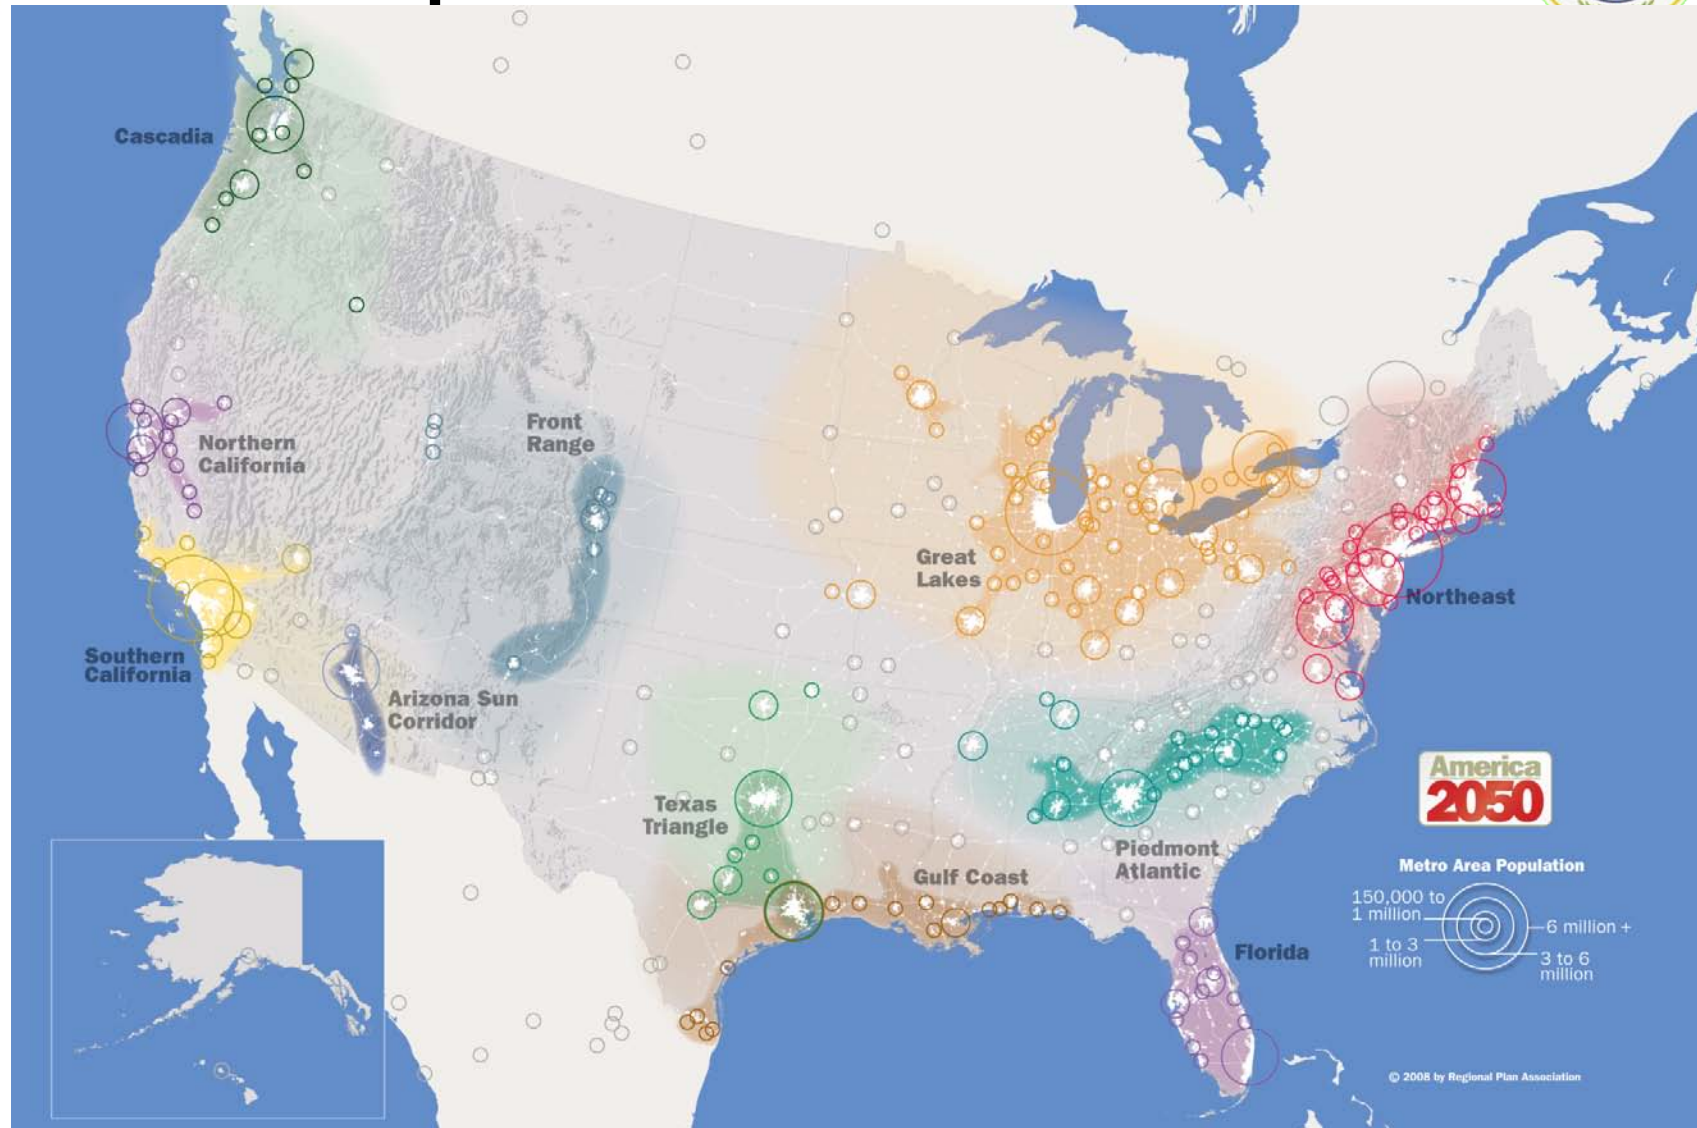 Cascadia
Front
Range
Northern
California
Great
Lakes
Northeast
Southern
California
Arizona Sun
Corridor
America
2050
Texas
Triangle
Piedmont
Atlantic
Gulf Coast
Metro Area Population
150,000 to
1 million
6 million +
1 to 3
million
3 to 6
million
Florida
© 2008 by Regional Plan Association